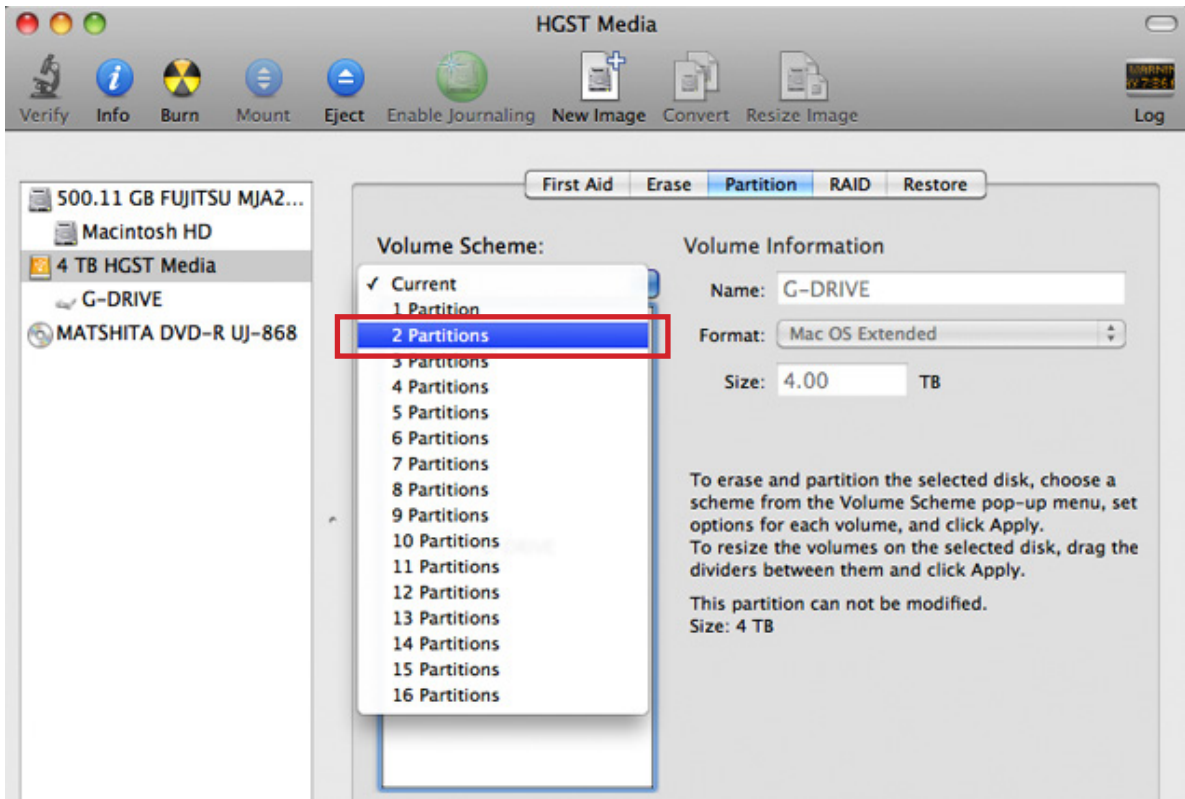 HGST Media
Verify Info Burn Mount Eject Enable Journaling New Image Convert Resize Image Log
500.11 GB FUJITSU MJA2...
Macintosh HD
4 TB HGST Media
G-DRIVE
MATSHITA DVD-R UJ-868
First Aid Erase Partition RAID Restore
Volume Scheme:
✓ Current
1 Partition
2 Partitions
3 Partitions
4 Partitions
5 Partitions
6 Partitions
7 Partitions
8 Partitions
9 Partitions
10 Partitions
11 Partitions
12 Partitions
13 Partitions
14 Partitions
15 Partitions
16 Partitions
Volume Information
Name: G-DRIVE
Format: Mac OS Extended
Size: 4.00 TB
To erase and partition the selected disk, choose a
scheme from the Volume Scheme pop-up menu, set
options for each volume, and click Apply.
To resize the volumes on the selected disk, drag the
dividers between them and click Apply.
This partition can not be modified.
Size: 4 TB